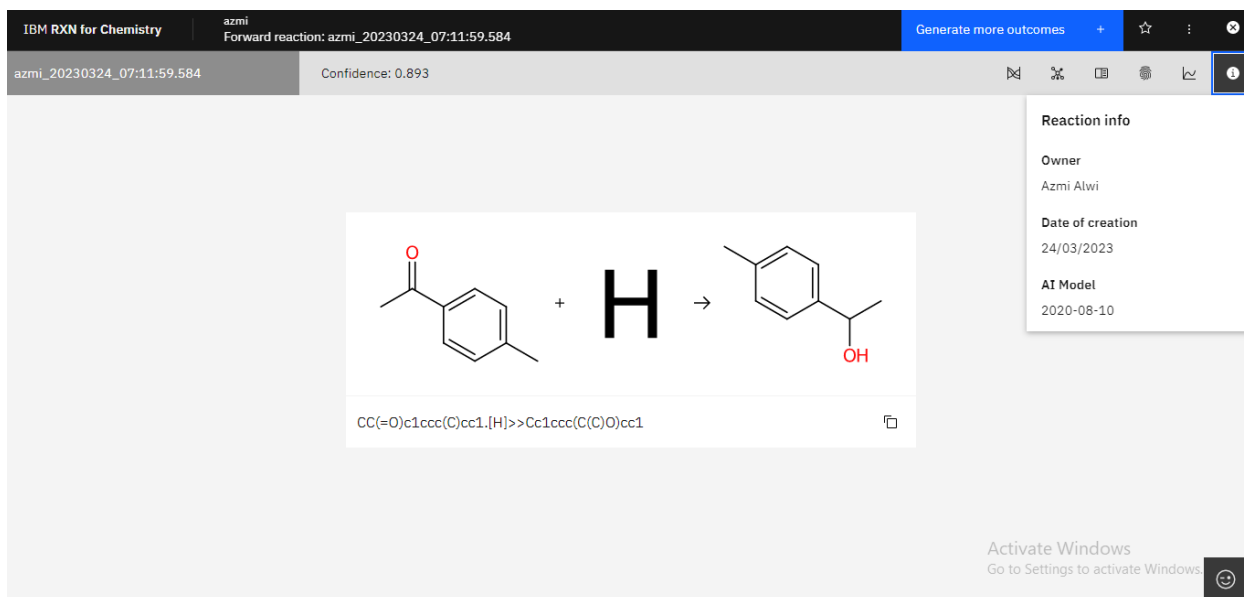 IBM RXN for Chemistry
azmi
Forward reaction: azmi_20230324_07:11:59.584
Generate more outcomes +
azmi_20230324_07:11:59.584
Confidence: 0.893
Reaction info
Owner
Azmi Alwi
Date of creation
24/03/2023
AI Model
2020-08-10
O
+ H →
OH
CC(=O)c1ccc(C)cc1.[H]>>Cc1ccc(C(C)O)cc1
Activate Windows
Go to Settings to activate Windows.